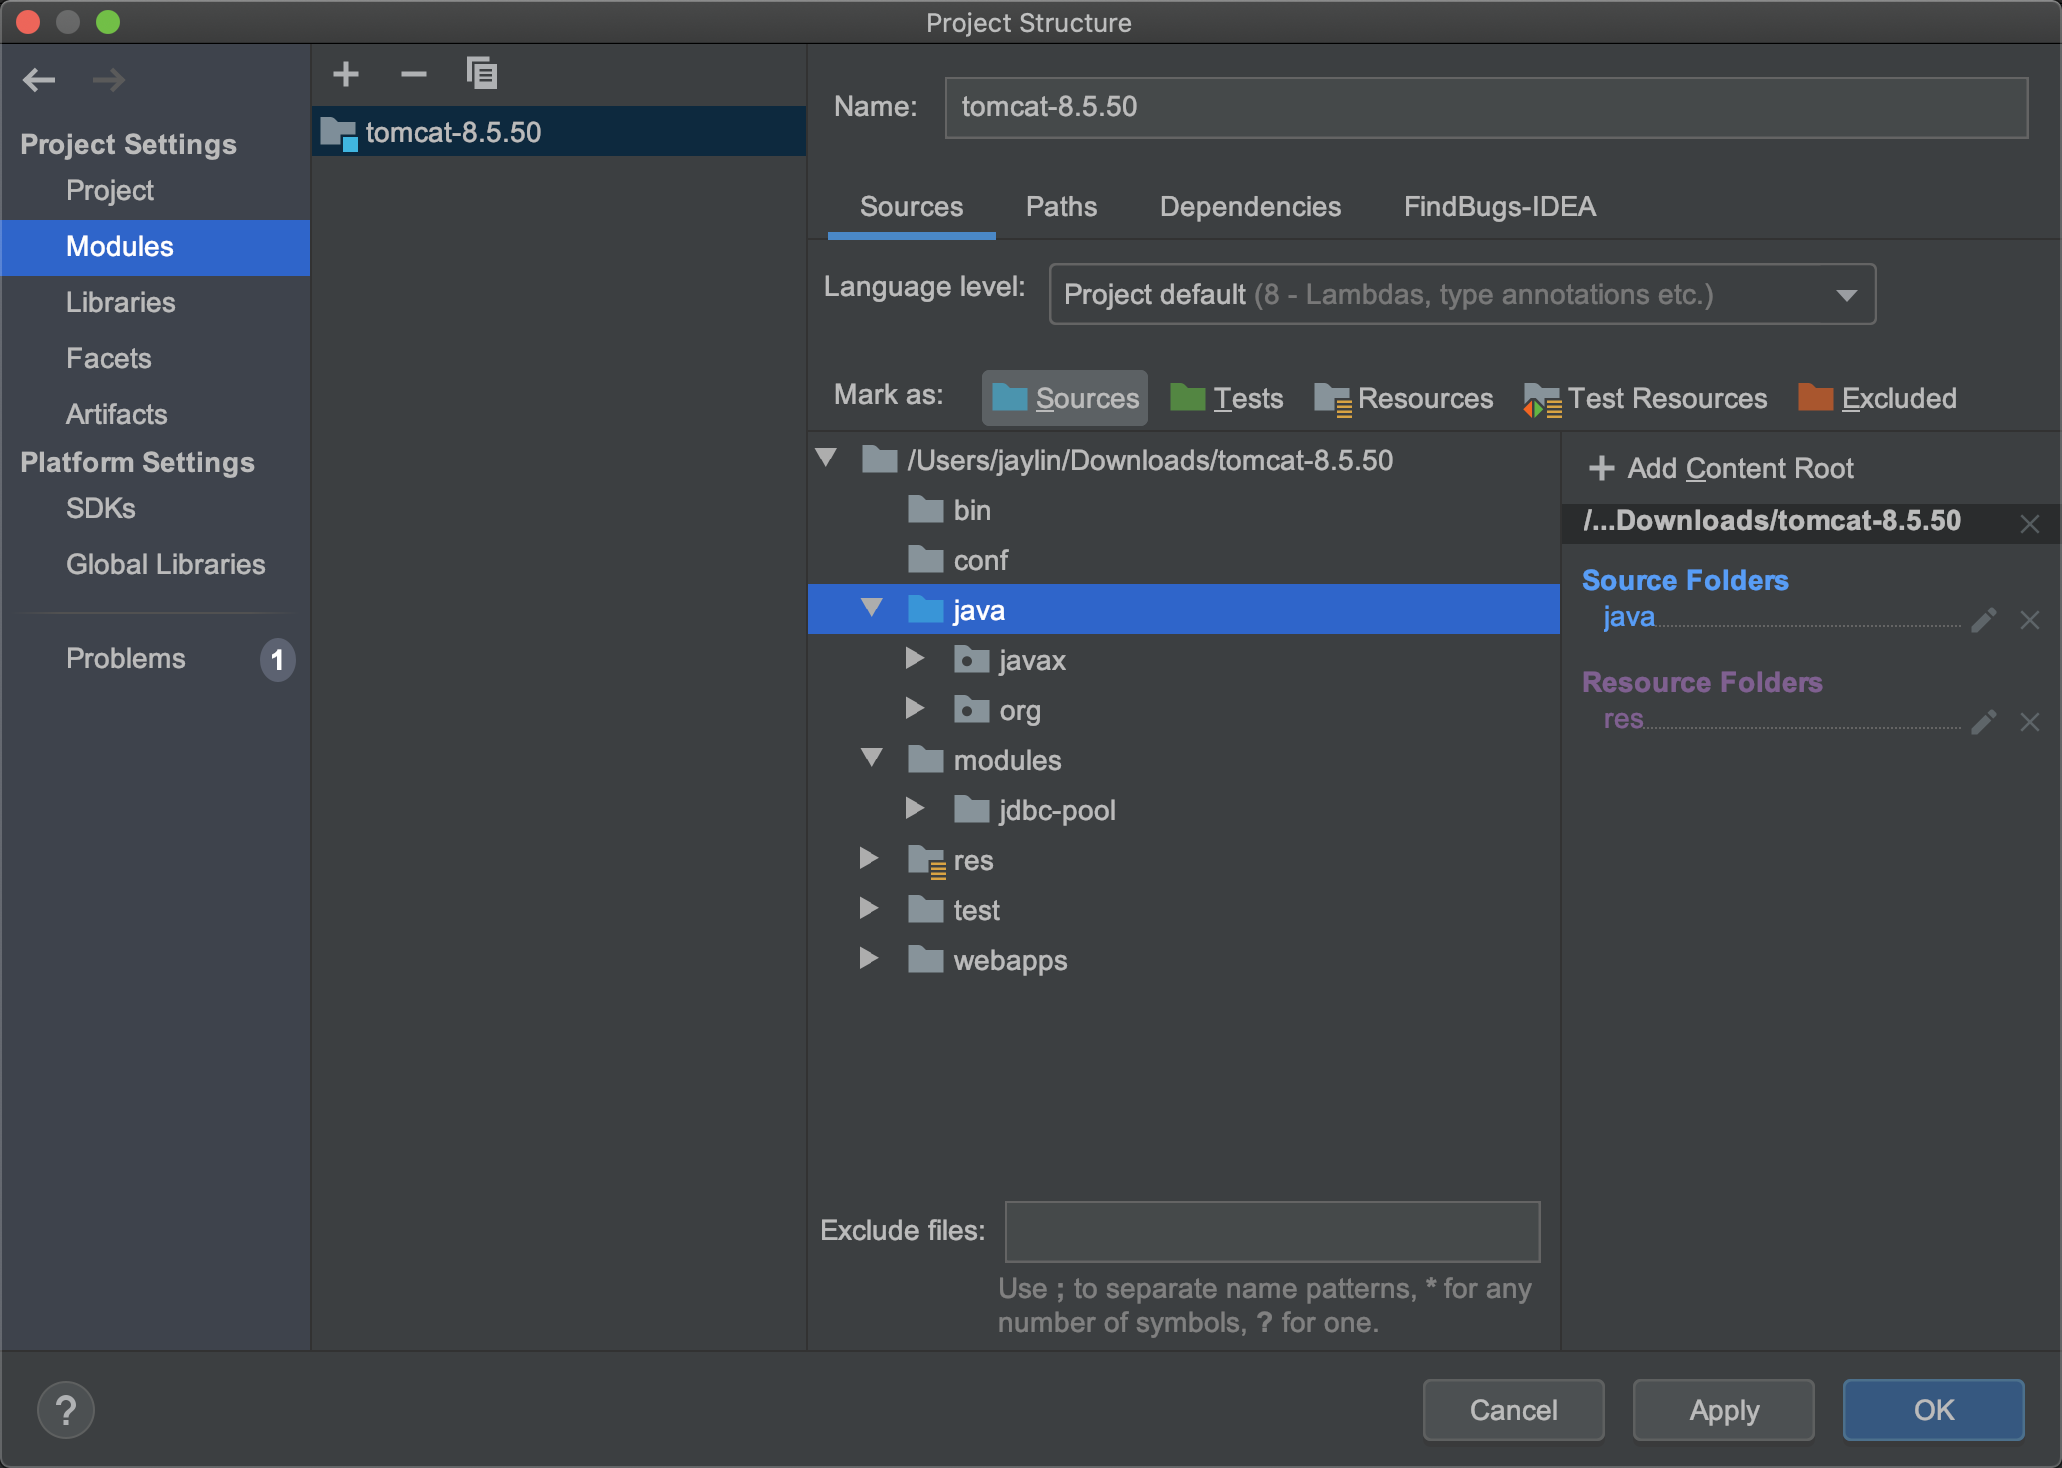 Project Structure
Project Settings
Project
Modules
Libraries
Facets
Artifacts
Platform Settings
SDKs
Global Libraries
Problems
1
tomcat-8.5.50
Name: tomcat-8.5.50
Sources Paths Dependencies FindBugs-IDEA
Language level: Project default (8 - Lambdas, type annotations etc.)
Mark as: Sources Tests Resources Test Resources Excluded
/Users/jaylin/Downloads/tomcat-8.5.50
bin
conf
java
javax
org
modules
jdbc-pool
res
test
webapps
Add Content Root
/...Downloads/tomcat-8.5.50
Source Folders
java
Resource Folders
res
Exclude files:
Use ; to separate name patterns, * for any
number of symbols, ? for one.
?
Cancel Apply OK